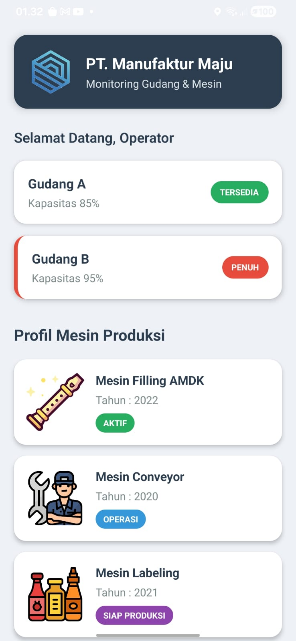 01.32
100
PT. Manufaktur Maju
Monitoring Gudang & Mesin
Selamat Datang, Operator
Gudang A
Kapasitas 85%
TERSEDIA
Gudang B
Kapasitas 95%
PENUH
Profil Mesin Produksi
Mesin Filling AMDK
Tahun : 2022
AKTIF
Mesin Conveyor
Tahun : 2020
OPERASI
Mesin Labeling
Tahun : 2021
SIAP PRODUKSI